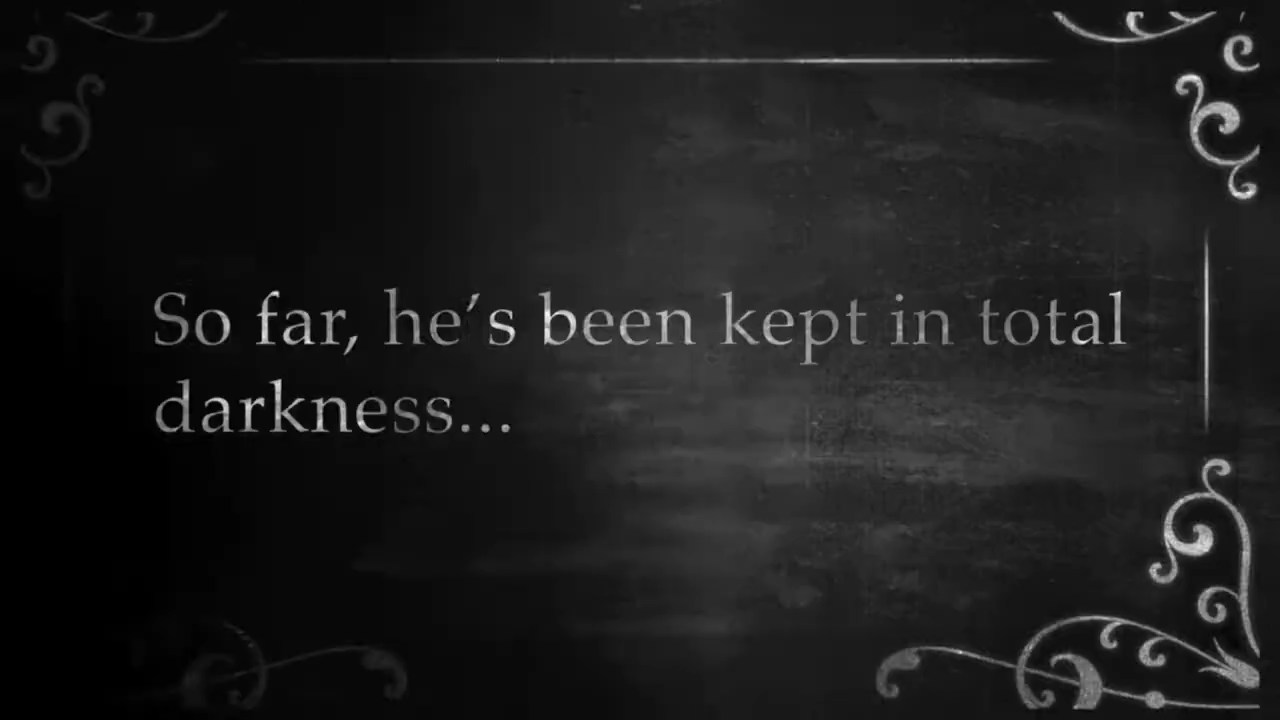 So far, he’s been kept in total
darkness...